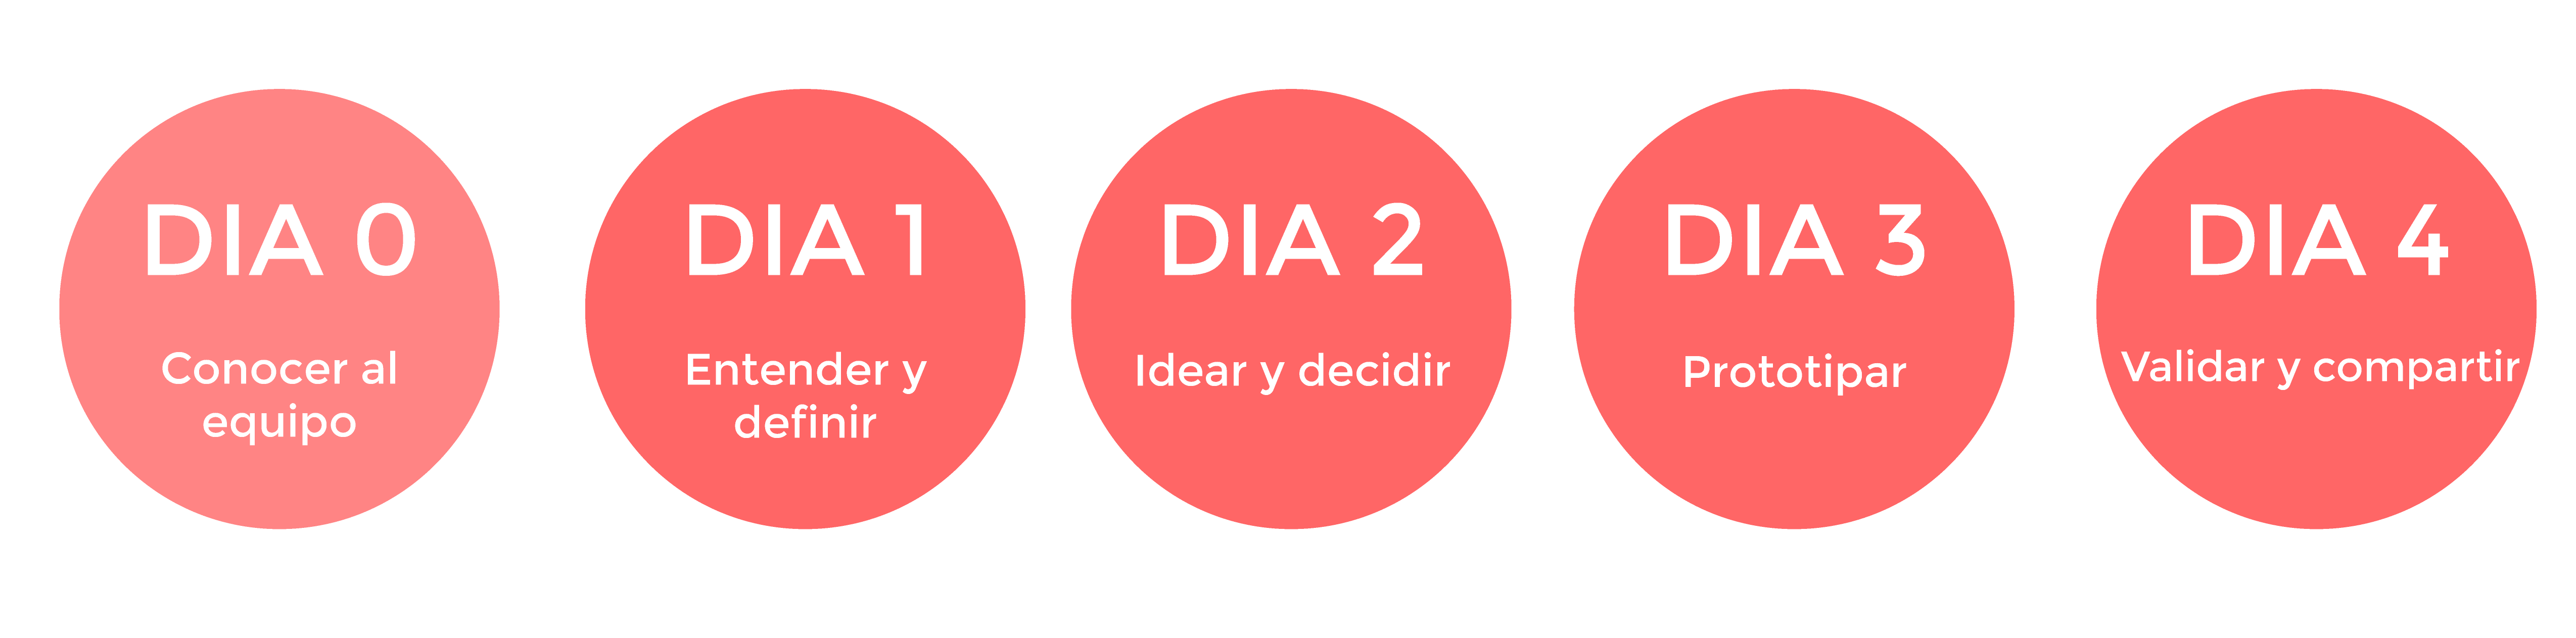 DIA 0
Conocer al
equipo
DIA 1
Entender y
definir
DIA 2
Idear y decidir
DIA 3
Prototipar
DIA 4
Validar y compartir